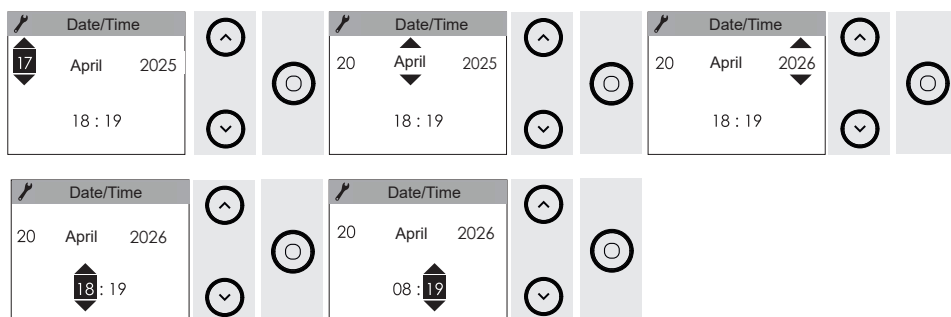 Date/Time
17 April 2025
18 : 19
Date/Time
20 April 2025
18 : 19
Date/Time
20 April 2026
18 : 19
Date/Time
20 April 2026
18 : 19
Date/Time
20 April 2026
08 : 19